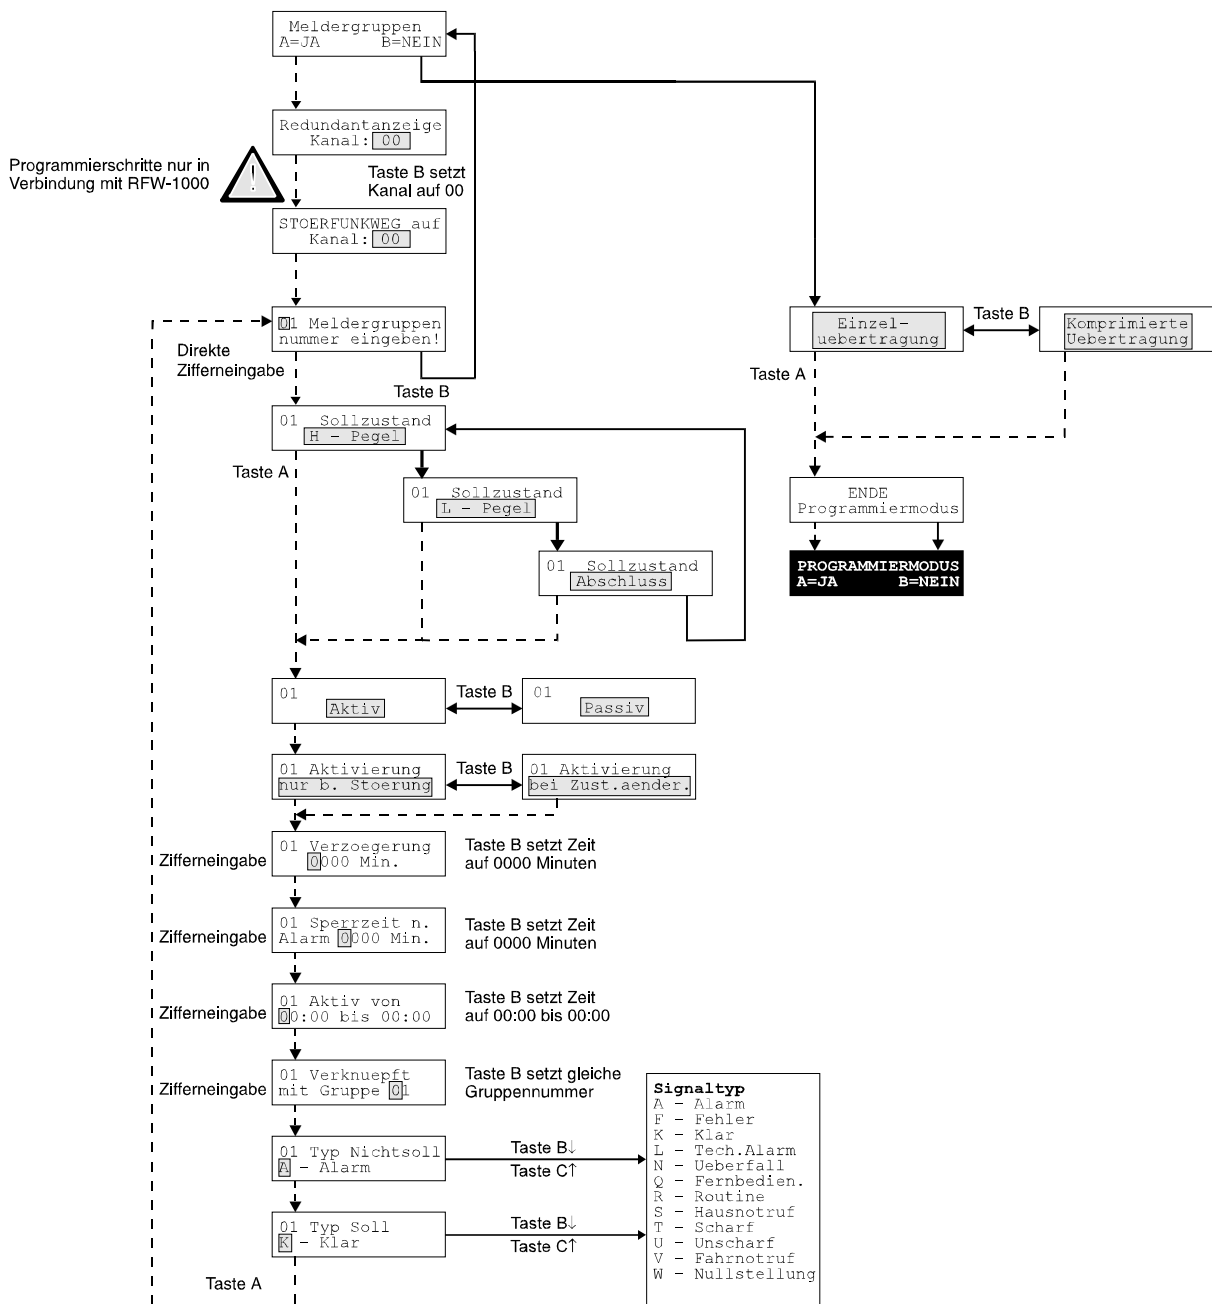 Meldergruppen
A=JA B=NEIN
Redundantanzeige
Kanal: 00
Programmierschritte nur in
Verbindung mit RFW-1000
!
Taste B setzt
Kanal auf 00
STOERFUNKWEG auf
Kanal: 00
01 Meldergruppen
nummer eingeben!
Direkte
Zifferneingabe
Taste B
Einzel-
uebertragung
Taste B
Komprimierte
Uebertragung
Taste A
01 Sollzustand
H - Pegel
Taste A
01 Sollzustand
L - Pegel
01 Sollzustand
Abschluss
ENDE
Programmiermodus
PROGRAMMIERMODUS
A=JA B=NEIN
01
Aktiv
Taste B
01
Passiv
01 Aktivierung
nur b. Stoerung
Taste B
01 Aktivierung
bei Zust.aender.
Zifferneingabe
01 Verzoegerung
0000 Min.
Taste B setzt Zeit
auf 0000 Minuten
Zifferneingabe
01 Sperrzeit n.
Alarm 0000 Min.
Taste B setzt Zeit
auf 0000 Minuten
Zifferneingabe
01 Aktiv von
00:00 bis 00:00
Taste B setzt Zeit
auf 00:00 bis 00:00
Zifferneingabe
01 Verknuepft
mit Gruppe 01
Taste B setzt gleiche
Gruppennummer
01 Typ Nichtsoll
A - Alarm
Taste B↓
Taste C↑
01 Typ Soll
K - Klar
Taste B↓
Taste C↑
Taste A
Signaltyp
A - Alarm
F - Fehler
K - Klar
L - Tech.Alarm
N - Ueberfall
Q - Fernbedien.
R - Routine
S - Hausnotruf
T - Scharf
U - Unscharf
V - Fahrnotruf
W - Nullstellung